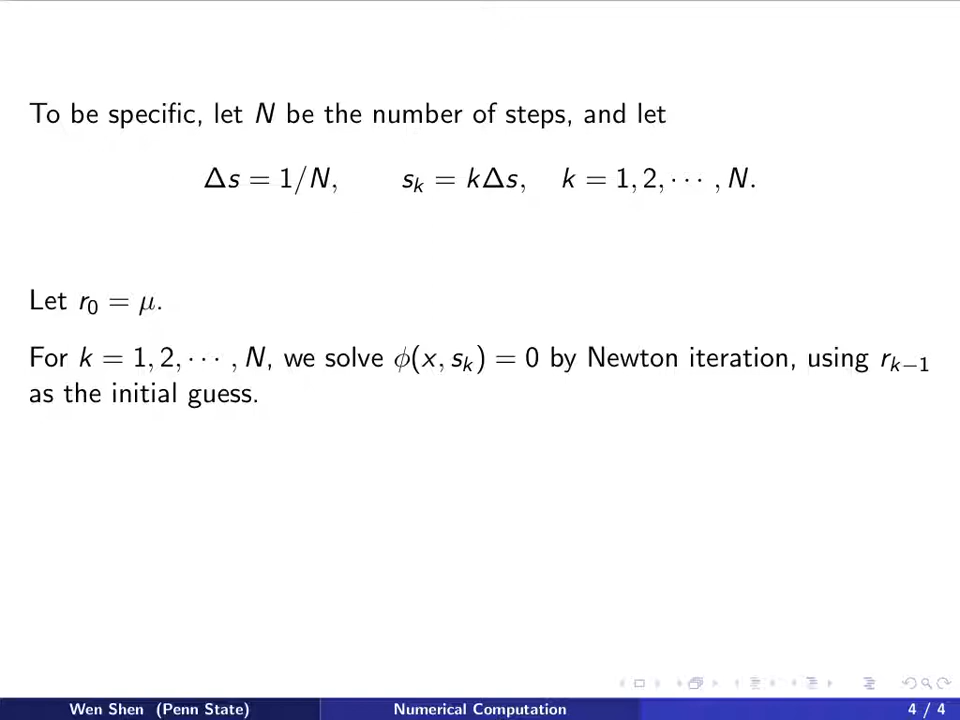 To be specific, let N be the number of steps, and let
Δs = 1/N, s_k = kΔs, k = 1, 2, ⋯ , N.
Let r_0 = μ.
For k = 1, 2, ⋯ , N, we solve ϕ(x, s_k) = 0 by Newton iteration, using r_{k−1}
as the initial guess.
Wen Shen (Penn State) Numerical Computation 4 / 4